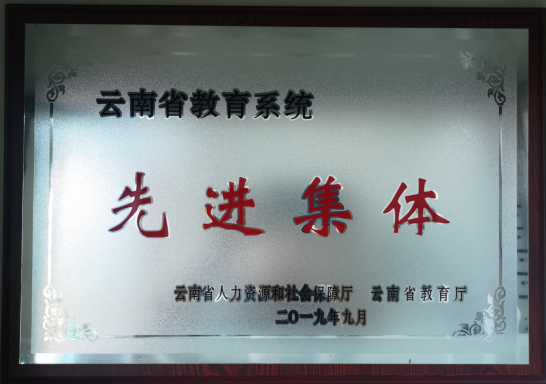 云南省教育系统
先进集体
云南省人力资源和社会保障厅 云南省教育厅
二〇一九年九月